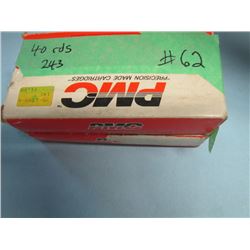 40 rds
243
#62
PRECISION MADE CARTRIDGES
PMC